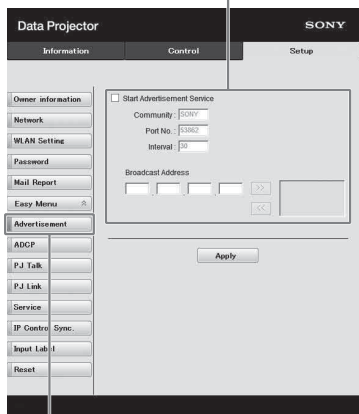 Data Projector
SONY
Information
Control
Setup
Owner information
Network
WLAN Setting
Password
Mail Report
Easy Menu
Advertisement
ADCP
PJ Talk
PJ Link
Service
IP Control Sync.
Input Label
Reset
Start Advertisement Service
Community : SONY
Port No. : 53862
Interval : 30
Broadcast Address
. . .
>>
<<
Apply